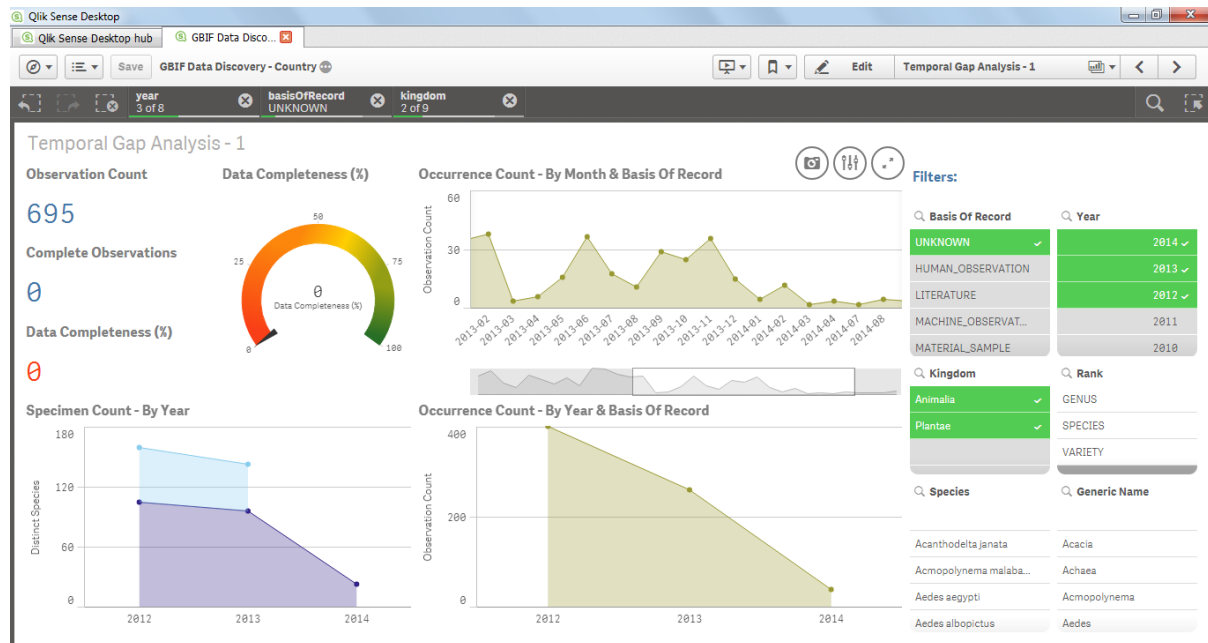 Qlik Sense Desktop
Qlik Sense Desktop hub
GBIF Data Disco...
Save
GBIF Data Discovery - Country
Edit
Temporal Gap Analysis - 1
year
3 of 8
basisOfRecord
UNKNOWN
kingdom
2 of 9
Temporal Gap Analysis - 1
Observation Count
695
Complete Observations
0
Data Completeness (%)
0
Data Completeness (%)
0
25
50
75
100
0
Data Completeness (%)
Occurrence Count - By Month & Basis Of Record
Observation Count
60
30
0
2013-02
2013-03
2013-04
2013-05
2013-06
2013-07
2013-08
2013-09
2013-10
2013-11
2013-12
2014-01
2014-02
2014-03
2014-04
2014-07
2014-08
Specimen Count - By Year
Distinct Species
180
120
60
0
2012
2013
2014
Occurrence Count - By Year & Basis Of Record
Observation Count
400
200
0
2012
2013
2014
Filters:
Basis Of Record
UNKNOWN
HUMAN_OBSERVATION
LITERATURE
MACHINE_OBSERVAT...
MATERIAL_SAMPLE
Year
2014
2013
2012
2011
2010
Kingdom
Animalia
Plantae
Rank
GENUS
SPECIES
VARIETY
Species
Acanthodelta janata
Acmopolynema malaba...
Aedes aegypti
Aedes albopictus
Generic Name
Acacia
Achaea
Acmopolynema
Aedes